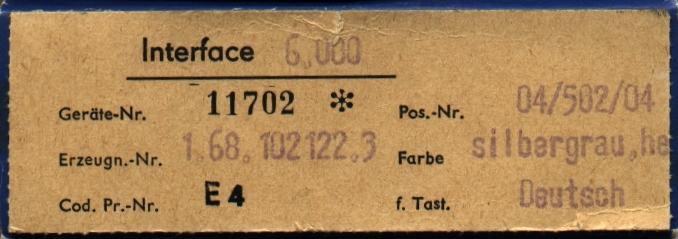 Interface 6.000
Geräte-Nr. 11702 * Pos.-Nr. 04/502/04
Erzeugn.-Nr. 1.68.102122.3 Farbe silbergrau,he
Cod. Pr.-Nr. E4 f. Tast. Deutsch